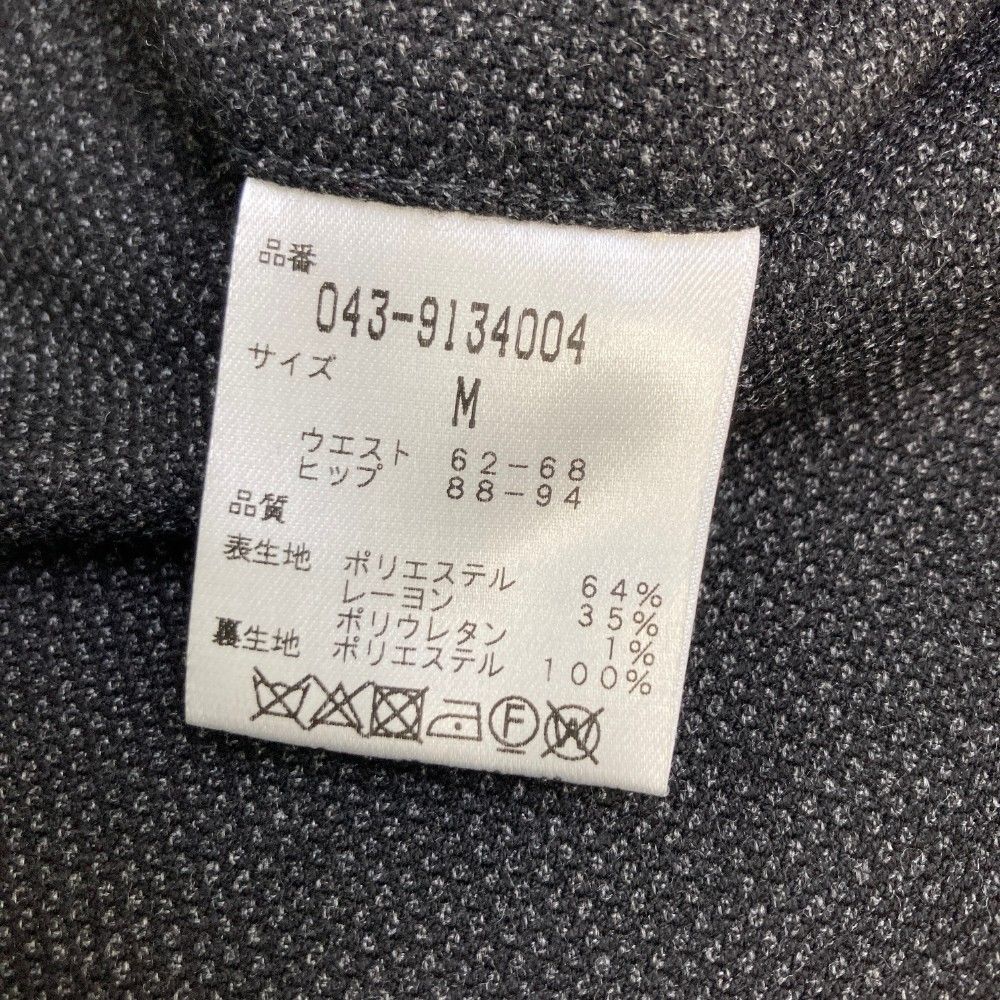 品番
043-9134004
サイズ
M
ウエスト 62-68
ヒップ 88-94
品質
表生地 ポリエステル 64%
レーヨン 35%
ポリウレタン 1%
裏生地 ポリエステル 100%
F W